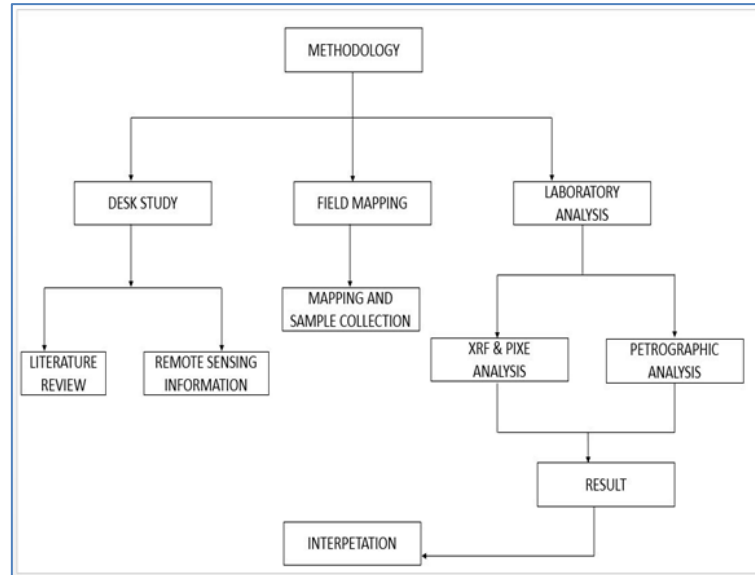 METHODOLOGY
DESK STUDY
FIELD MAPPING
LABORATORY
ANALYSIS
MAPPING AND
SAMPLE COLLECTION
LITERATURE
REVIEW
REMOTE SENSING
INFORMATION
XRF & PIXE
ANALYSIS
PETROGRAPHIC
ANALYSIS
RESULT
INTERPETATION